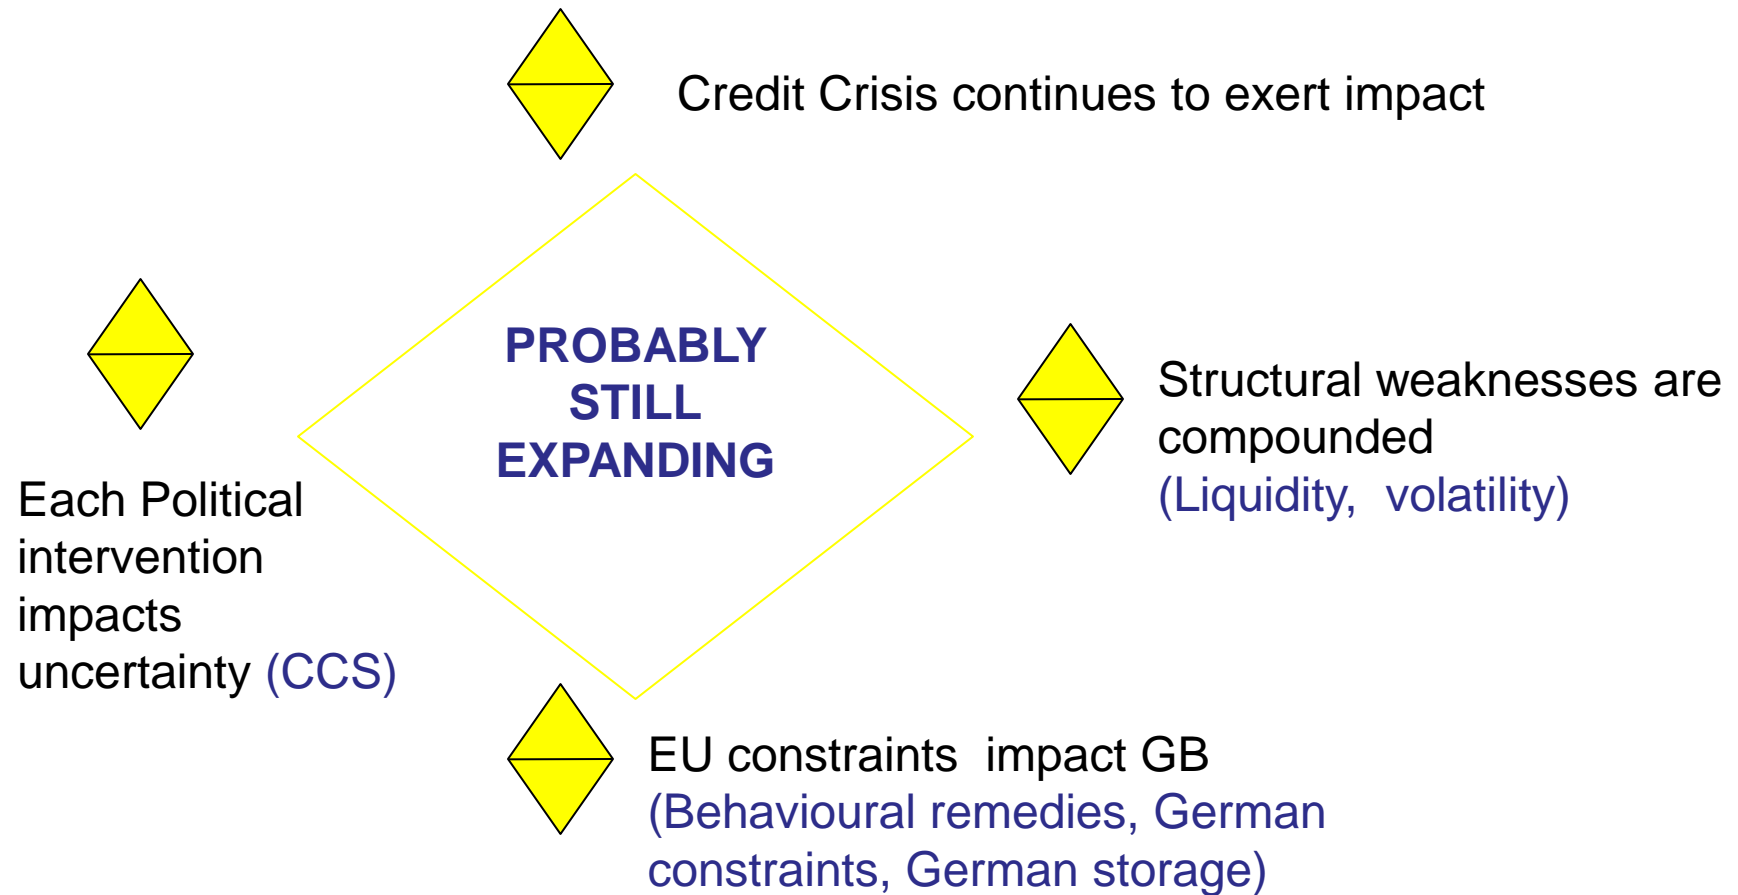 Credit Crisis continues to exert impact
PROBABLY
STILL
EXPANDING
Structural weaknesses are
compounded
(Liquidity, volatility)
Each Political
intervention
impacts
uncertainty (CCS)
EU constraints impact GB
(Behavioural remedies, German
constraints, German storage)